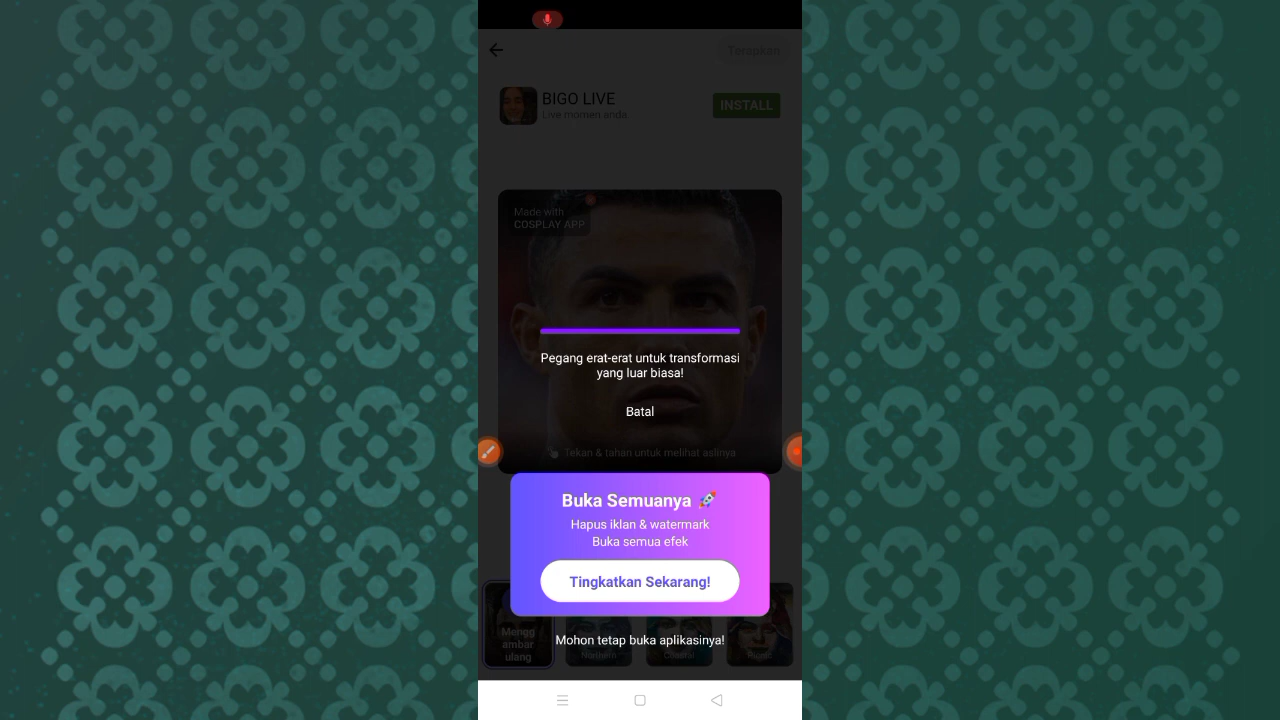 Terapkan
BIGO LIVE
Live momen anda
INSTALL
Made with
COSPLAY APP
Pegang erat-erat untuk transformasi
yang luar biasa!
Batal
Tekan & tahan untuk melihat aslinya
Buka Semuanya 🚀
Hapus iklan & watermark
Buka semua efek
Tingkatkan Sekarang!
Mengg
ambar
ulang
Northern
Mohon tetap buka aplikasinya!